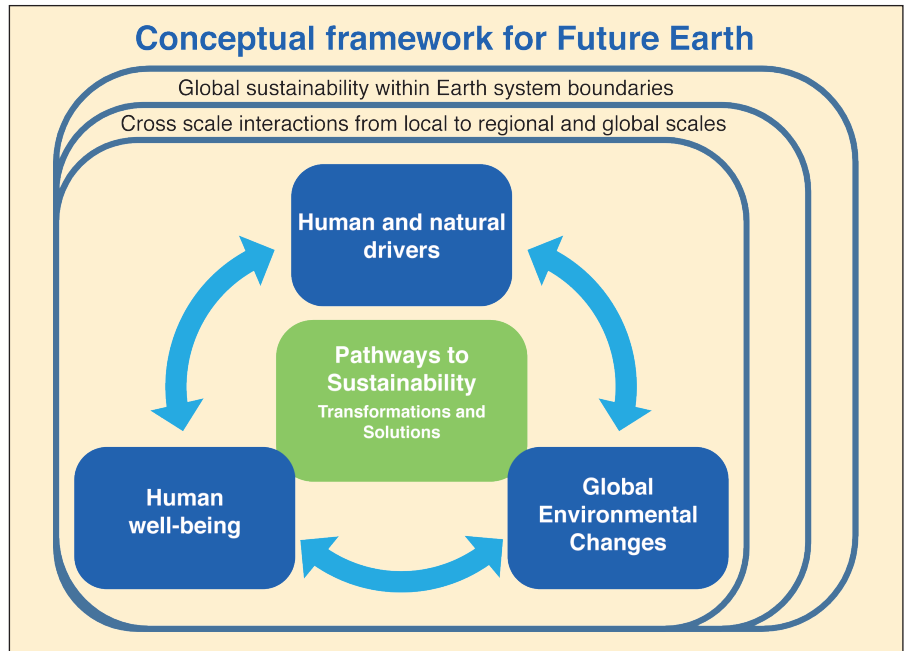 Conceptual framework for Future Earth
Global sustainability within Earth system boundaries
Cross scale interactions from local to regional and global scales
Human and natural
drivers
Pathways to
Sustainability
Transformations and
Solutions
Human
well-being
Global
Environmental
Changes